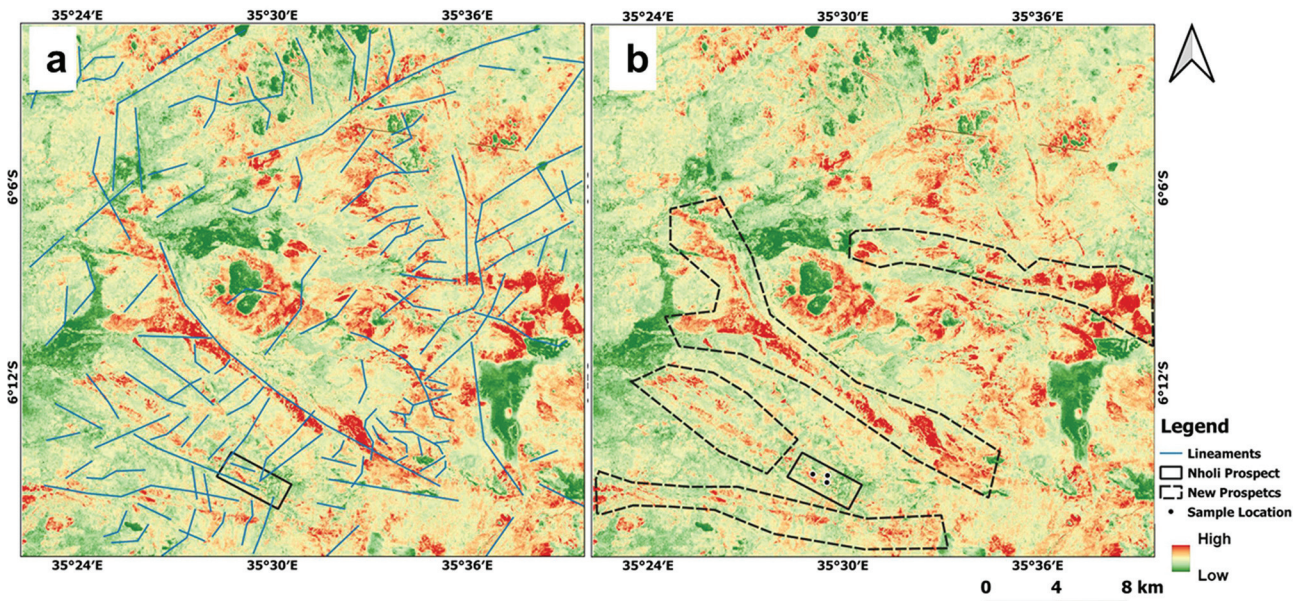 35°24'E 35°30'E 35°36'E 35°24'E 35°30'E 35°36'E
a b
6°6'S 6°6'S
6°12'S 6°12'S
Legend
Lineaments
Nholi Prospect
New Prospetcs
Sample Location
High
Low
35°24'E 35°30'E 35°36'E 35°24'E 35°30'E 35°36'E
0 4 8 km